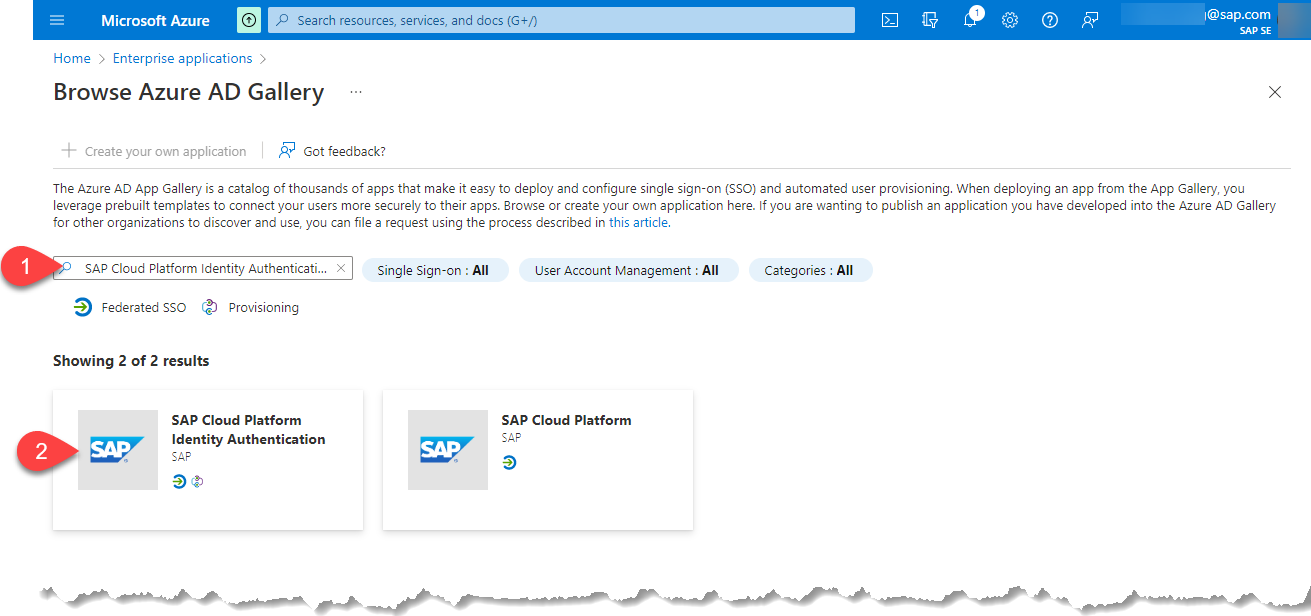 Microsoft Azure
Search resources, services, and docs (G+/)
1
@sap.com
SAP SE
Home > Enterprise applications >
Browse Azure AD Gallery ...
Create your own application
Got feedback?
The Azure AD App Gallery is a catalog of thousands of apps that make it easy to deploy and configure single sign-on (SSO) and automated user provisioning. When deploying an app from the App Gallery, you
leverage prebuilt templates to connect your users more securely to their apps. Browse or create your own application here. If you are wanting to publish an application you have developed into the Azure AD Gallery
for other organizations to discover and use, you can file a request using the process described in this article.
1
SAP Cloud Platform Identity Authenticati...
Single Sign-on : All
User Account Management : All
Categories : All
Federated SSO
Provisioning
Showing 2 of 2 results
2
SAP
SAP Cloud Platform
Identity Authentication
SAP
SAP
SAP Cloud Platform
SAP